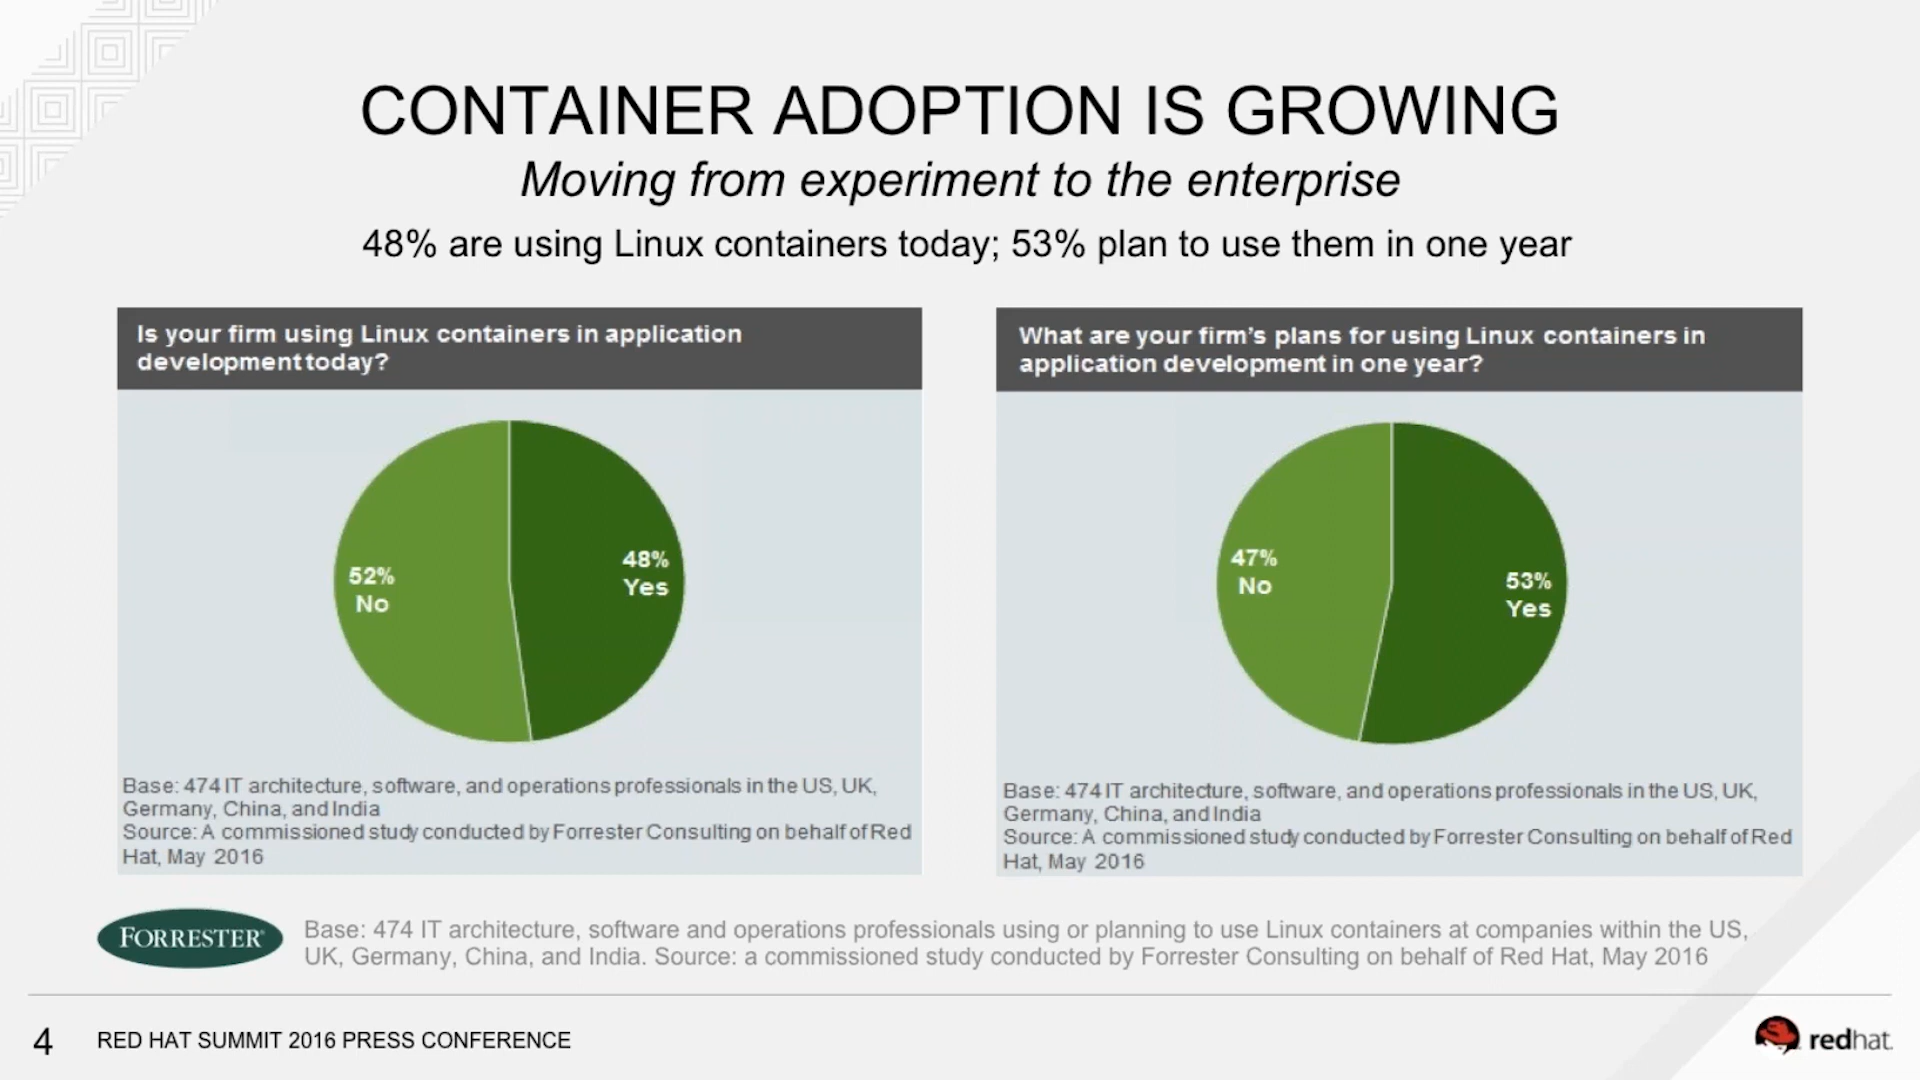 CONTAINER ADOPTION IS GROWING
Moving from experiment to the enterprise
48% are using Linux containers today; 53% plan to use them in one year
Is your firm using Linux containers in application
development today?
48%
Yes
52%
No
Base: 474 IT architecture, software, and operations professionals in the US, UK,
Germany, China, and India
Source: A commissioned study conducted by Forrester Consulting on behalf of Red
Hat, May 2016
What are your firm's plans for using Linux containers in
application development in one year?
47%
No
53%
Yes
Base: 474 IT architecture, software, and operations professionals in the US, UK,
Germany, China, and India
Source: A commissioned study conducted by Forrester Consulting on behalf of Red
Hat, May 2016
FORRESTER®
Base: 474 IT architecture, software and operations professionals using or planning to use Linux containers at companies within the US,
UK, Germany, China, and India. Source: a commissioned study conducted by Forrester Consulting on behalf of Red Hat, May 2016
4
RED HAT SUMMIT 2016 PRESS CONFERENCE
redhat.